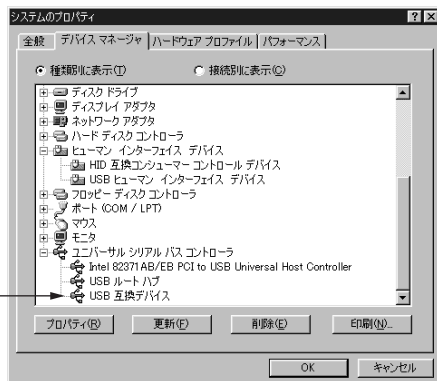 システムのプロパティ
全般 デバイス マネージャ ハードウェア プロファイル パフォーマンス
種類別に表示(T) 接続別に表示(C)
ディスク ドライブ
ディスプレイ アダプタ
ネットワーク アダプタ
ハード ディスク コントローラ
ヒューマン インターフェイス デバイス
HID 互換コンシューマー コントロール デバイス
USB ヒューマン インターフェイス デバイス
フロッピー ディスク コントローラ
ポート (COM / LPT)
マウス
モニタ
ユニバーサル シリアル バス コントローラ
Intel 82371AB/EB PCI to USB Universal Host Controller
USB ルート ハブ
USB 互換デバイス
プロパティ(R) 更新(F) 削除(E) 印刷(N)...
OK キャンセル